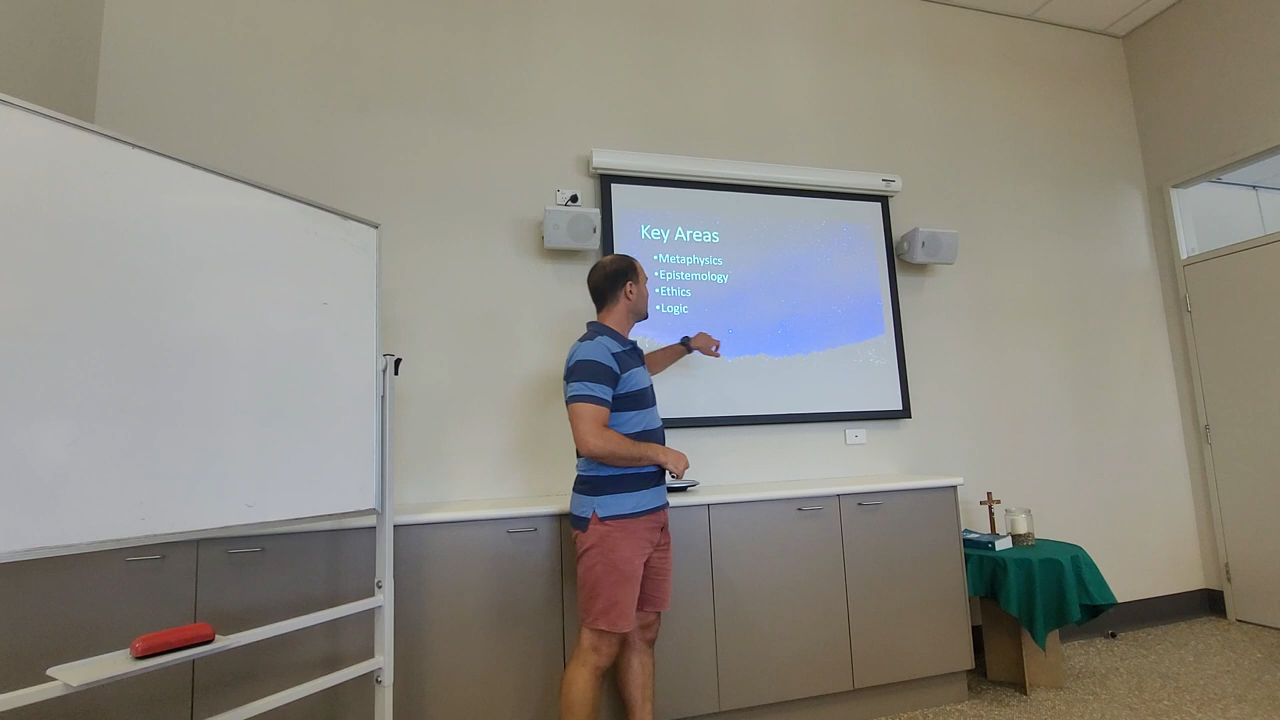 Key Areas
•Metaphysics
•Epistemology
•Ethics
•Logic